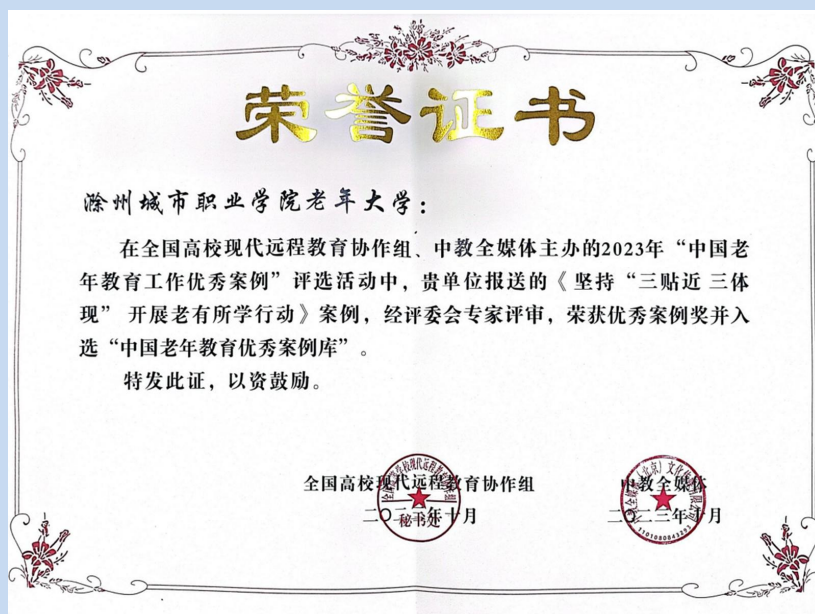 荣誉证书
滁州城市职业学院老年大学：
在全国高校现代远程教育协作组、中教全媒体主办的2023年“中国老
年教育工作优秀案例”评选活动中，贵单位报送的《 坚持“三贴近 三体
现” 开展老有所学行动》案例，经评委会专家评审，荣获优秀案例奖并入
选“中国老年教育优秀案例库”。
特发此证，以资鼓励。
全国高校现代远程教育协作组
中教全媒体
二〇二三年十月
二〇二三年十月
秘书处
1101080843293